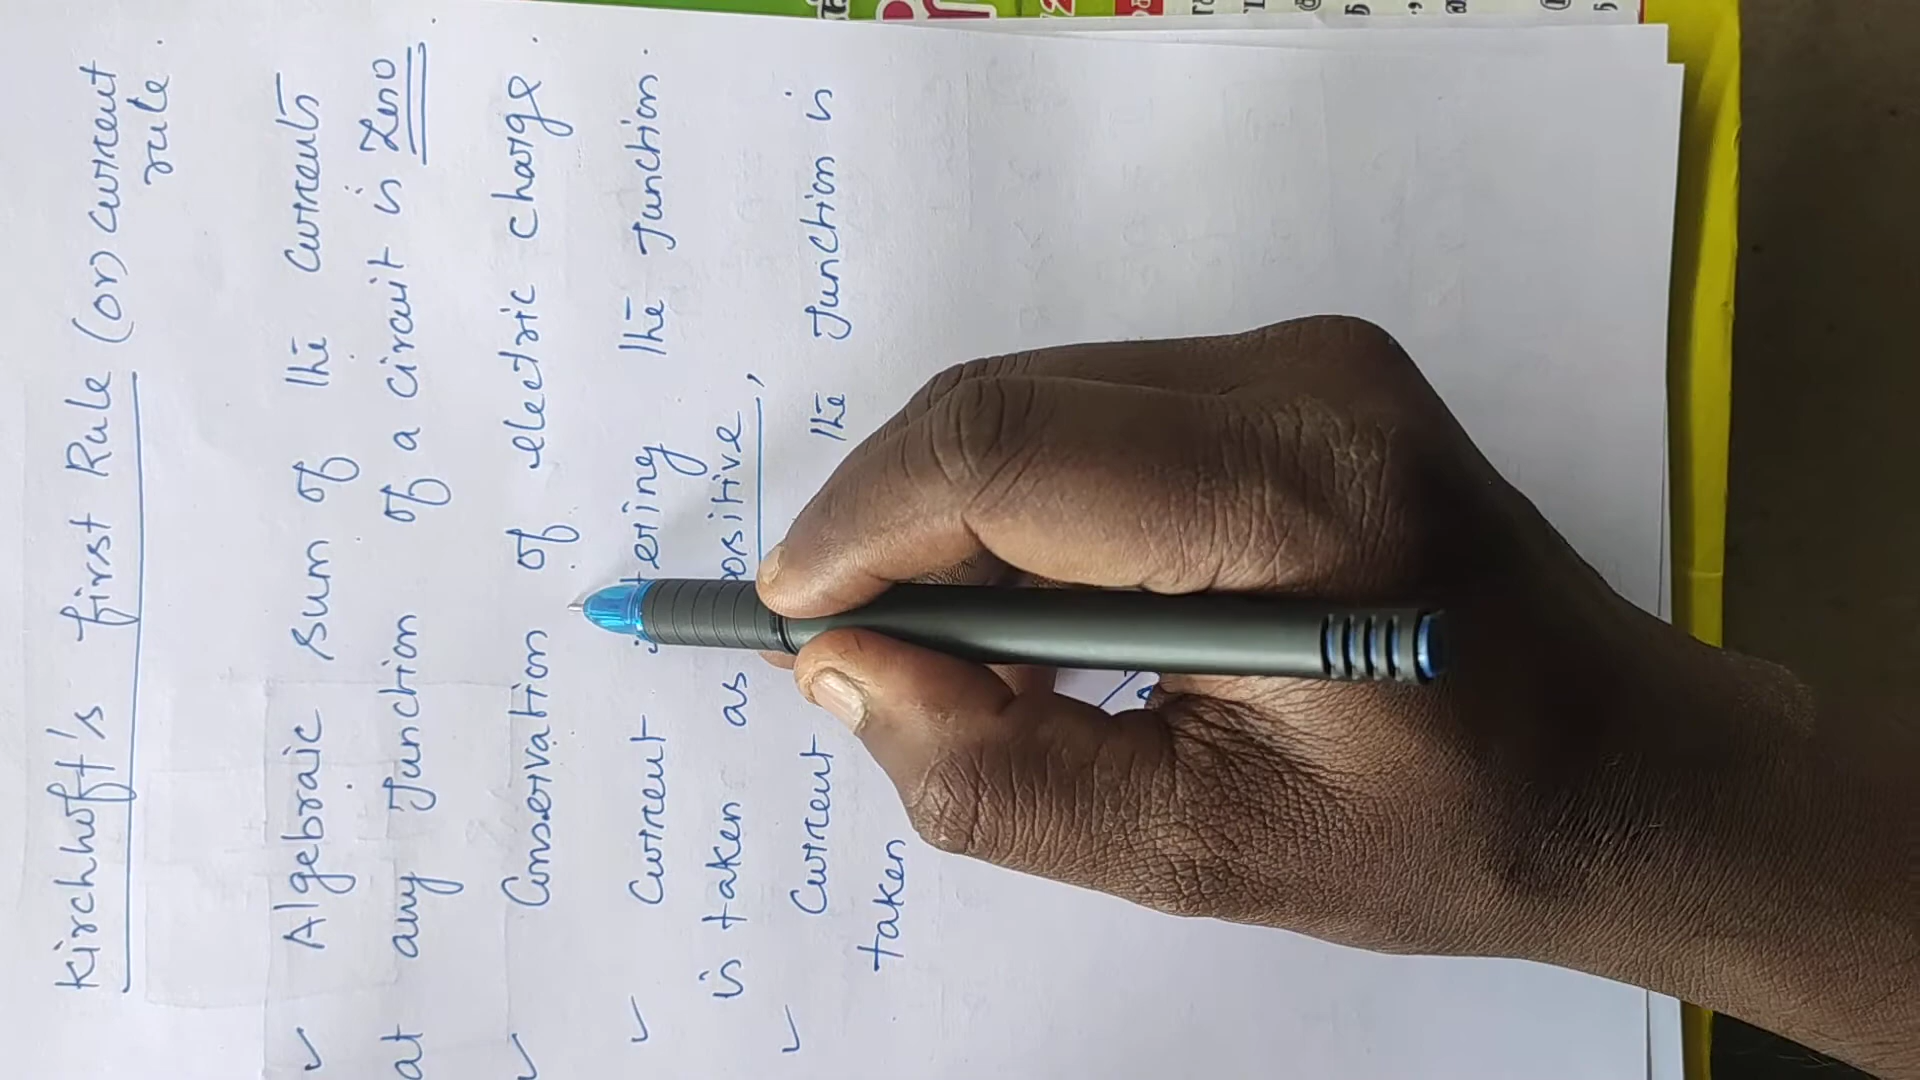 Kirchhoff's first Rule (or) current
rule.
✓ Algebraic sum of the currents
at any Junction of a circuit is Zero.
✓ Conservation of electric charge.
✓ Current entering the Junction.
is taken as positive,
✓ Current the Junction is
taken